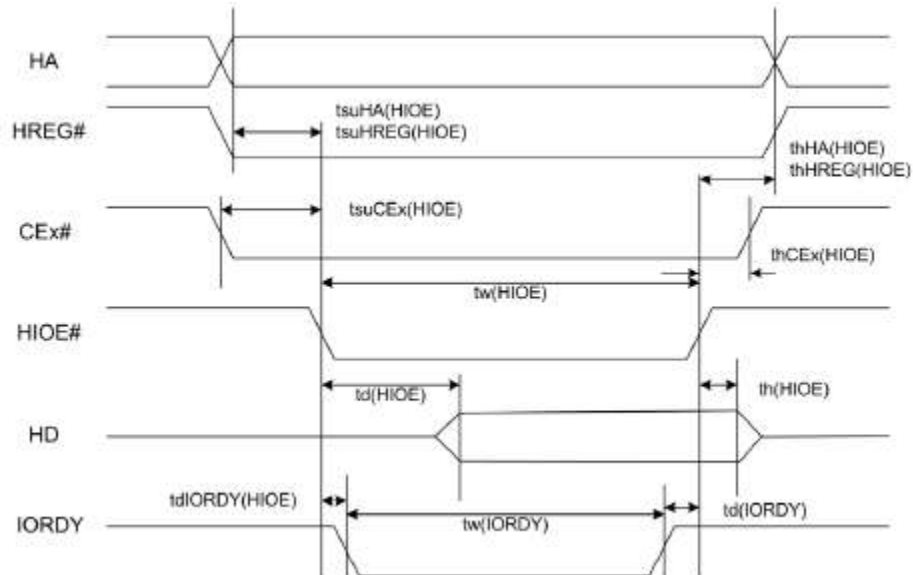 HA
HREG#
tsuHA(HIOE)
tsuHREG(HIOE)
thHA(HIOE)
thHREG(HIOE)
CEx#
tsuCEx(HIOE)
thCEx(HIOE)
tw(HIOE)
HIOE#
td(HIOE)
th(HIOE)
HD
tdIORDY(HIOE)
tw(IORDY)
td(IORDY)
IORDY